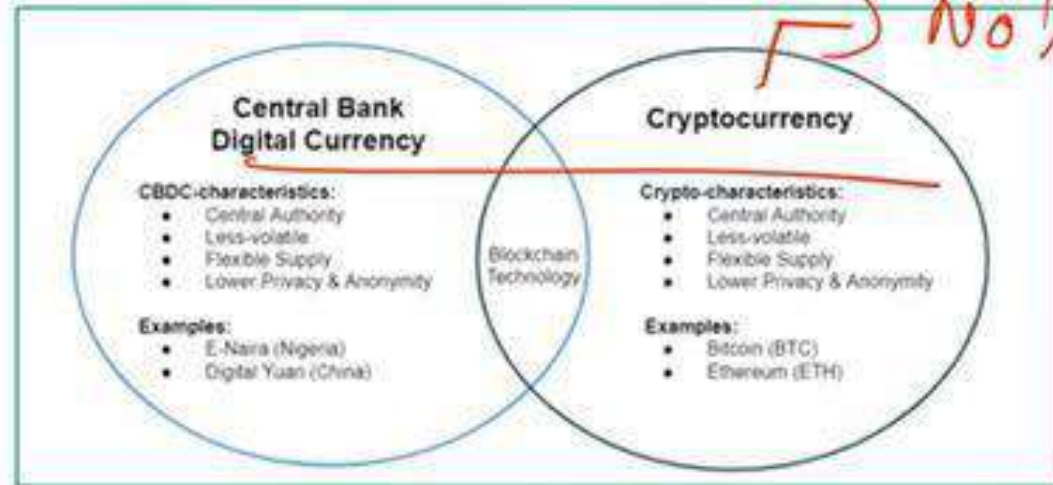 No
Central Bank
Digital Currency
CBDC-characteristics:
• Central Authority
• Less-volatile
• Flexible Supply
• Lower Privacy & Anonymity
Examples:
• E-Naira (Nigeria)
• Digital Yuan (China)
Blockchain
Technology
Cryptocurrency
Crypto-characteristics:
• Central Authority
• Less-volatile
• Flexible Supply
• Lower Privacy & Anonymity
Examples:
• Bitcoin (BTC)
• Ethereum (ETH)